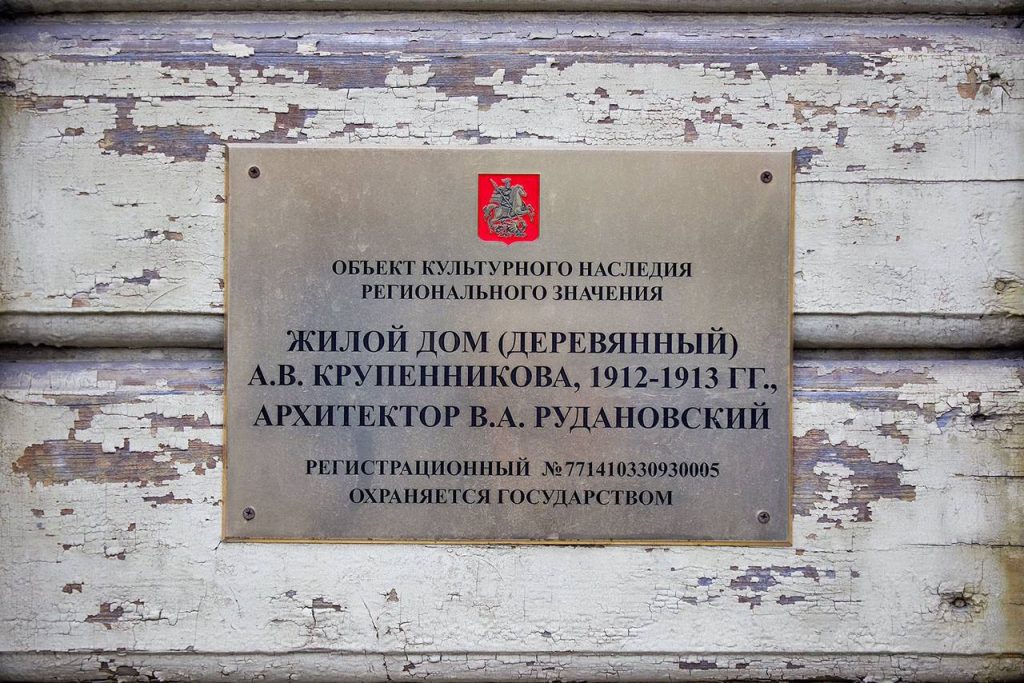 ОБЪЕКТ КУЛЬТУРНОГО НАСЛЕДИЯ
РЕГИОНАЛЬНОГО ЗНАЧЕНИЯ
ЖИЛОЙ ДОМ (ДЕРЕВЯННЫЙ)
А.В. КРУПЕННИКОВА, 1912-1913 ГГ.,
АРХИТЕКТОР В.А. РУДАНОВСКИЙ
РЕГИСТРАЦИОННЫЙ №771410330930005
ОХРАНЯЕТСЯ ГОСУДАРСТВОМ